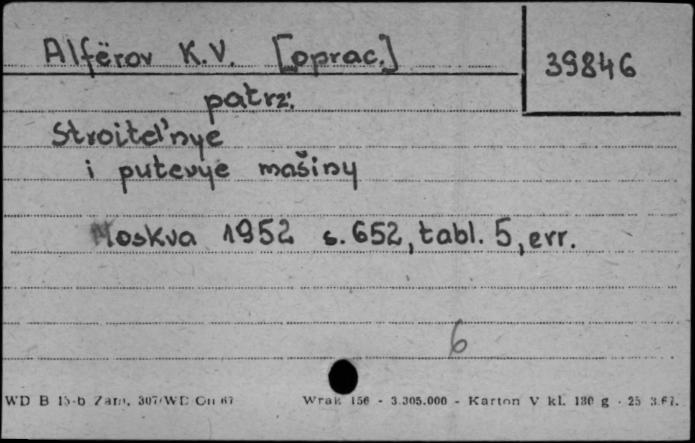 Alfërov K.V. [oprac.]
39846
patrz:
Stroitel'nye
i putevye mašiny
Moskva 1952 s. 652, tabl. 5, err.
6
WD B 15-b Zam. 307/WD Gu 67 Wrak 156 - 3.305.000 - Karton V kl. 180 g - 25 3.67.